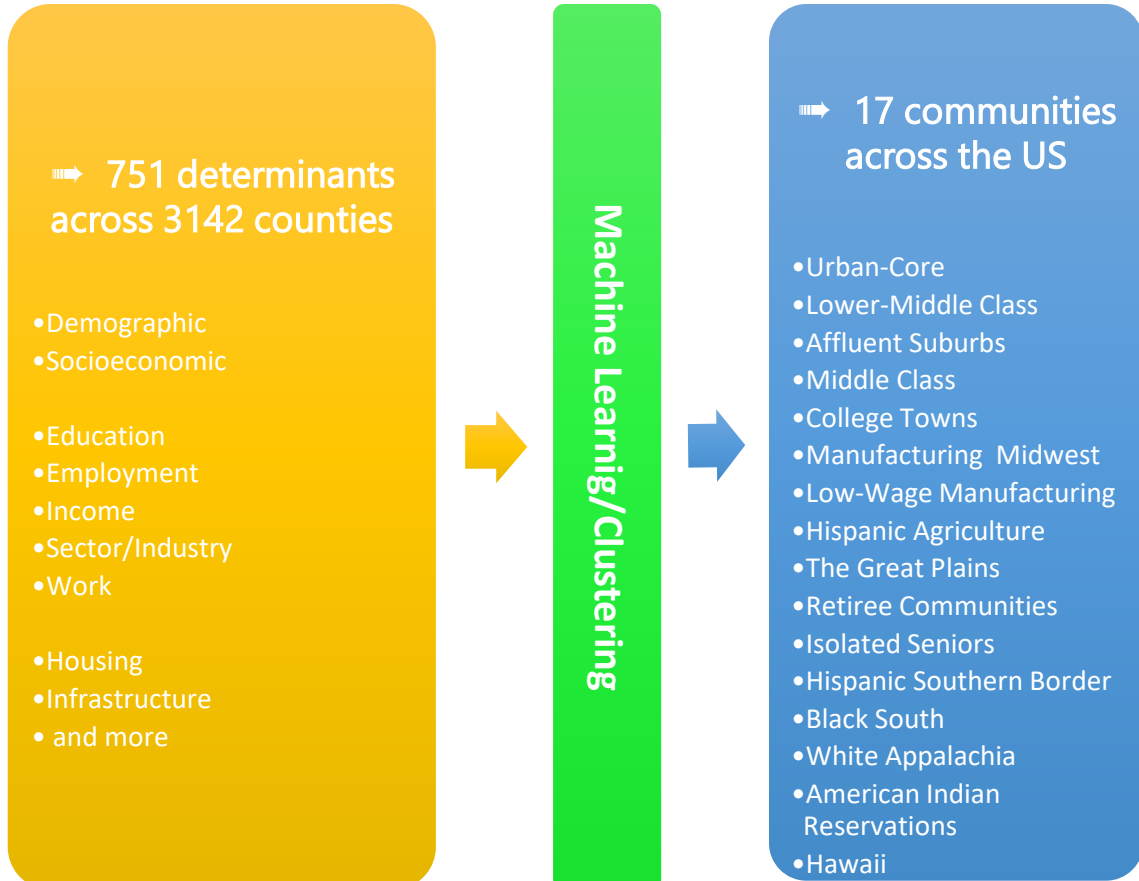 ➠ 751 determinants
across 3142 counties
•Demographic
•Socioeconomic
•Education
•Employment
•Income
•Sector/Industry
•Work
•Housing
•Infrastructure
• and more
Machine Learnig/Clustering
➠ 17 communities
across the US
•Urban-Core
•Lower-Middle Class
•Affluent Suburbs
•Middle Class
•College Towns
•Manufacturing  Midwest
•Low-Wage Manufacturing
•Hispanic Agriculture
•The Great Plains
•Retiree Communities
•Isolated Seniors
•Hispanic Southern Border
•Black South
•White Appalachia
•American Indian
Reservations
•Hawaii